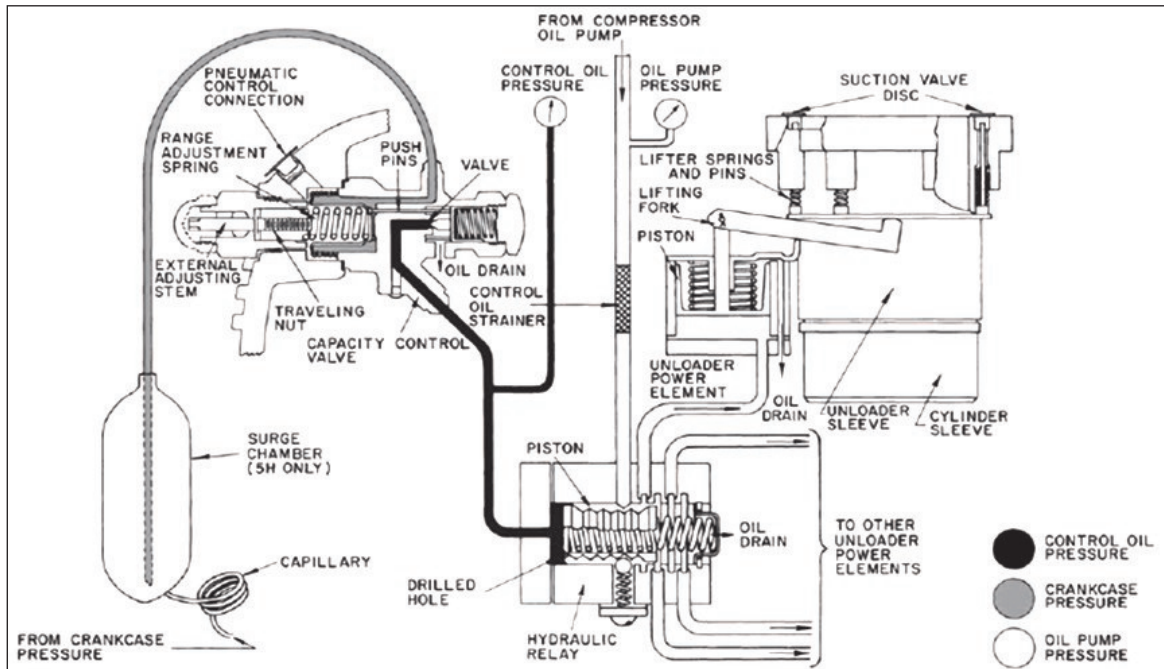 FROM COMPRESSOR
OIL PUMP
PNEUMATIC
CONTROL
CONNECTION
CONTROL OIL
PRESSURE
OIL PUMP
PRESSURE
SUCTION VALVE
DISC
RANGE
ADJUSTMENT
SPRING
PUSH
PINS
VALVE
LIFTER SPRINGS
AND PINS
LIFTING
FORK
PISTON
EXTERNAL
ADJUSTING
STEM
TRAVELING
NUT
OIL DRAIN
CAPACITY CONTROL
VALVE
CONTROL
OIL
STRAINER
UNLOADER
POWER
ELEMENT
OIL
DRAIN
UNLOADER
SLEEVE
CYLINDER
SLEEVE
SURGE
CHAMBER
(5H ONLY)
PISTON
OIL
DRAIN
TO OTHER
UNLOADER
POWER
ELEMENTS
CAPILLARY
DRILLED
HOLE
HYDRAULIC
RELAY
FROM CRANKCASE
PRESSURE
CONTROL OIL
PRESSURE
CRANKCASE
PRESSURE
OIL PUMP
PRESSURE